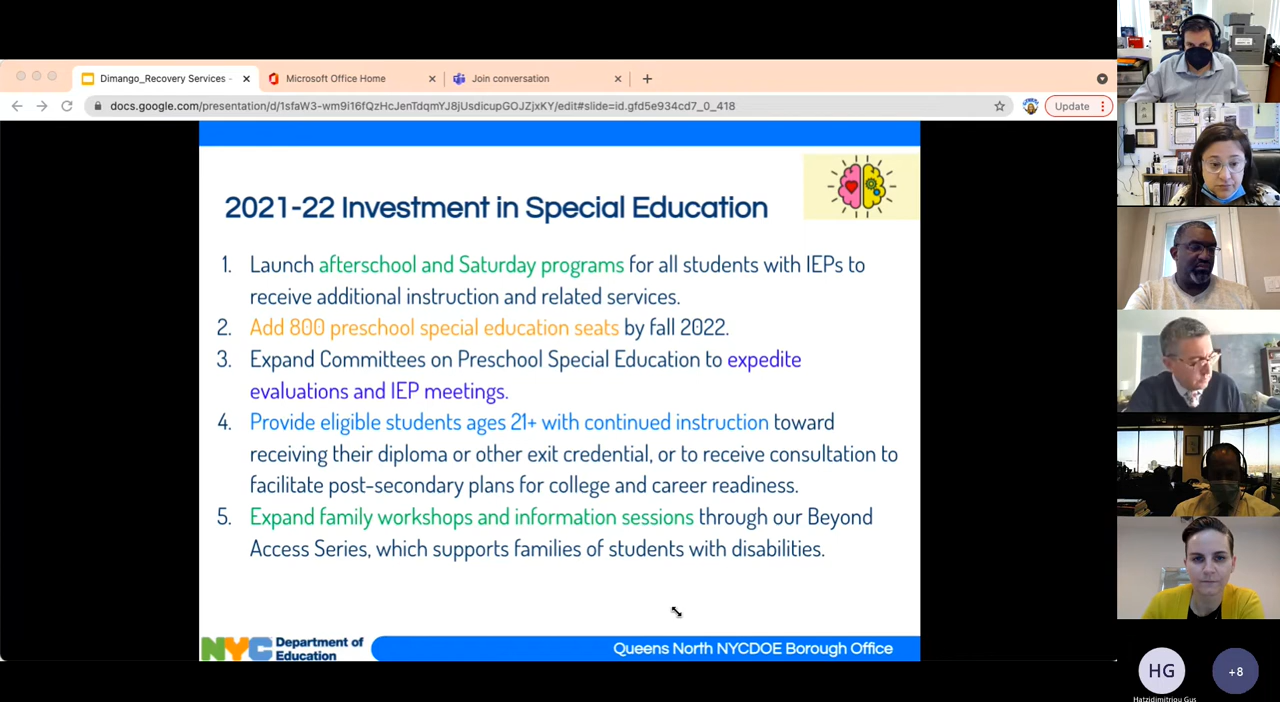 Dimango_Recovery Services -
Microsoft Office Home
Join conversation
docs.google.com/presentation/d/1sfaW3-wm9i16fQzHcJenTdqmYJ8jUsdicupGOJZjxKY/edit#slide=id.gfd5e934cd7_0_418
Update
2021-22 Investment in Special Education
1. Launch afterschool and Saturday programs for all students with IEPs to
receive additional instruction and related services.
2. Add 800 preschool special education seats by fall 2022.
3. Expand Committees on Preschool Special Education to expedite
evaluations and IEP meetings.
4. Provide eligible students ages 21+ with continued instruction toward
receiving their diploma or other exit credential, or to receive consultation to
facilitate post-secondary plans for college and career readiness.
5. Expand family workshops and information sessions through our Beyond
Access Series, which supports families of students with disabilities.
NYC Department of
Education
Queens North NYCDOE Borough Office
HG
+8
Hatzidimitriou Gus